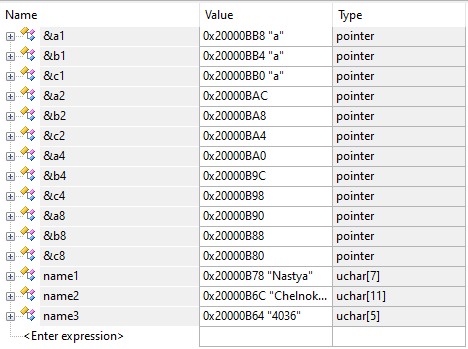 Name Value Type
&a1 0x20000BB8 "a" pointer
&b1 0x20000BB4 "a" pointer
&c1 0x20000BB0 "a" pointer
&a2 0x20000BAC pointer
&b2 0x20000BA8 pointer
&c2 0x20000BA4 pointer
&a4 0x20000BA0 pointer
&b4 0x20000B9C pointer
&c4 0x20000B98 pointer
&a8 0x20000B90 pointer
&b8 0x20000B88 pointer
&c8 0x20000B80 pointer
name1 0x20000B78 "Nastya" uchar[7]
name2 0x20000B6C "Chelnok... uchar[11]
name3 0x20000B64 "4036" uchar[5]
<Enter expression>